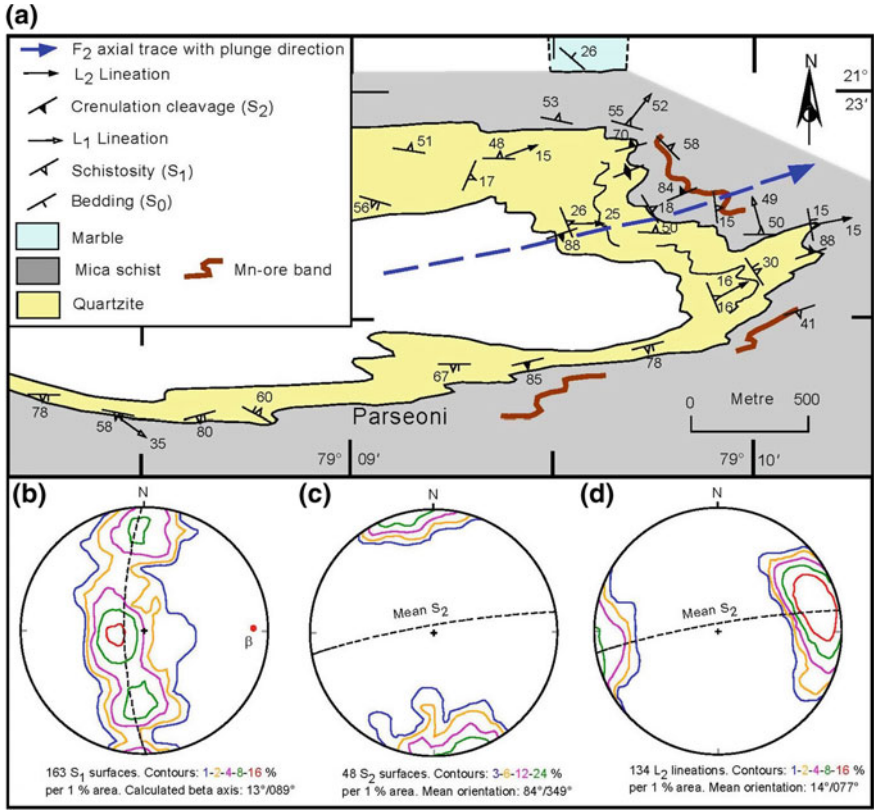 (a)
F2 axial trace with plunge direction
L2 Lineation
Crenulation cleavage (S2)
L1 Lineation
Schistosity (S1)
Bedding (S0)
Marble
Mica schist
Mn-ore band
Quartzite
26
N
21°
23'
53
55
52
70
58
51
48
15
17
56
84
49
18
26
25
15
50
50
15
15
88
88
30
16
16
41
67
85
78
60
78
58
80
35
Parseoni
0 Metre 500
79° 09'
79° 10'
(b)
N
β
163 S1 surfaces. Contours: 1-2-4-8-16 %
per 1 % area. Calculated beta axis: 13°/089°
(c)
N
Mean S2
48 S2 surfaces. Contours: 3-6-12-24 %
per 1 % area. Mean orientation: 84°/349°
(d)
N
Mean S2
134 L2 lineations. Contours: 1-2-4-8-16 %
per 1 % area. Mean orientation: 14°/077°